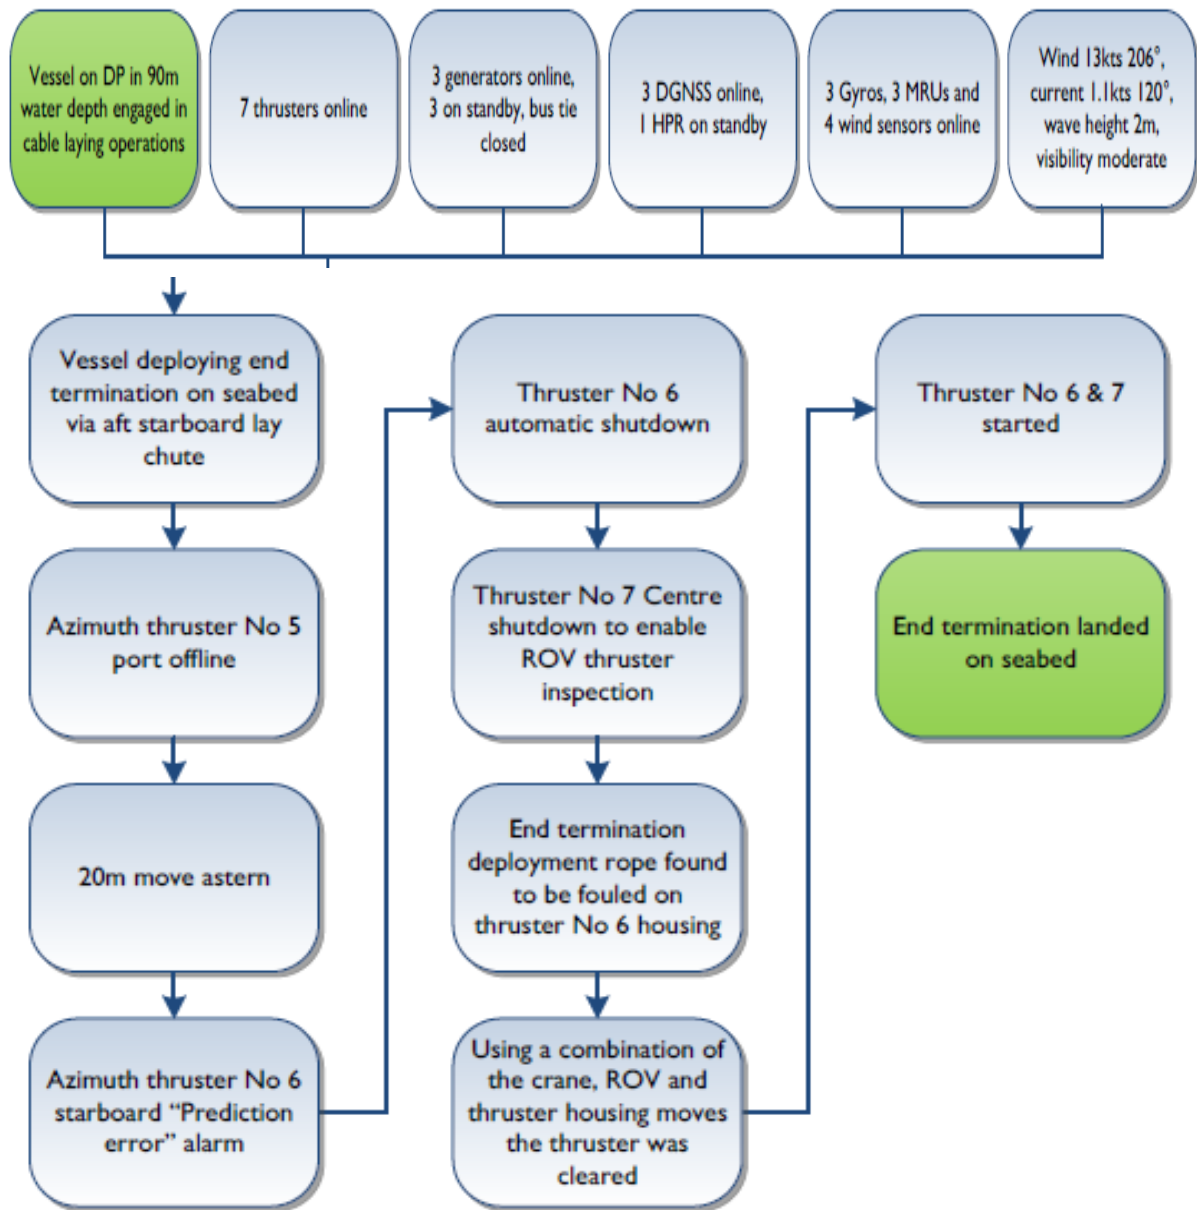 Vessel on DP in 90m
water depth engaged in
cable laying operations
7 thrusters online
3 generators online,
3 on standby, bus tie
closed
3 DGNSS online,
1 HPR on standby
3 Gyros, 3 MRUs and
4 wind sensors online
Wind 13kts 206°,
current 1.1kts 120°,
wave height 2m,
visibility moderate
Vessel deploying end
termination on seabed
via aft starboard lay
chute
Azimuth thruster No 5
port offline
20m move astern
Azimuth thruster No 6
starboard “Prediction
error” alarm
Thruster No 6
automatic shutdown
Thruster No 7 Centre
shutdown to enable
ROV thruster
inspection
End termination
deployment rope found
to be fouled on
thruster No 6 housing
Using a combination of
the crane, ROV and
thruster housing moves
the thruster was
cleared
Thruster No 6 & 7
started
End termination landed
on seabed